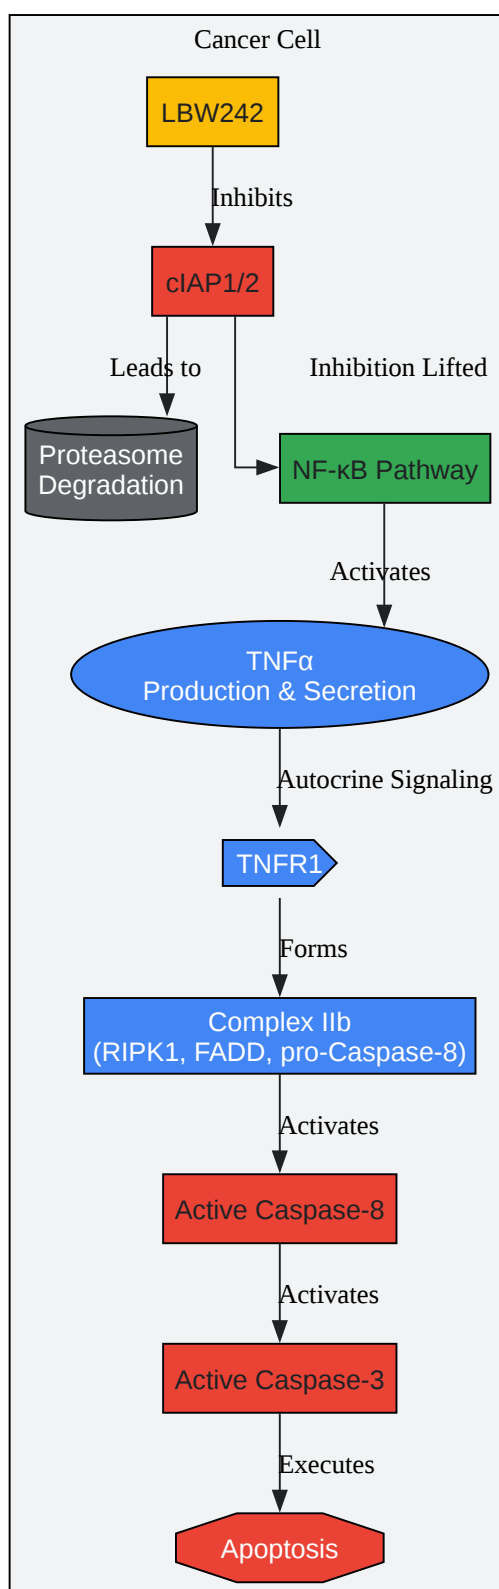 Cancer Cell
LBW242
Inhibits
cIAP1/2
Leads to
Inhibition Lifted
Proteasome
Degradation
NF-κB Pathway
Activates
TNFα
Production & Secretion
Autocrine Signaling
TNFR1
Forms
Complex IIb
(RIPK1, FADD, pro-Caspase-8)
Activates
Active Caspase-8
Activates
Active Caspase-3
Executes
Apoptosis